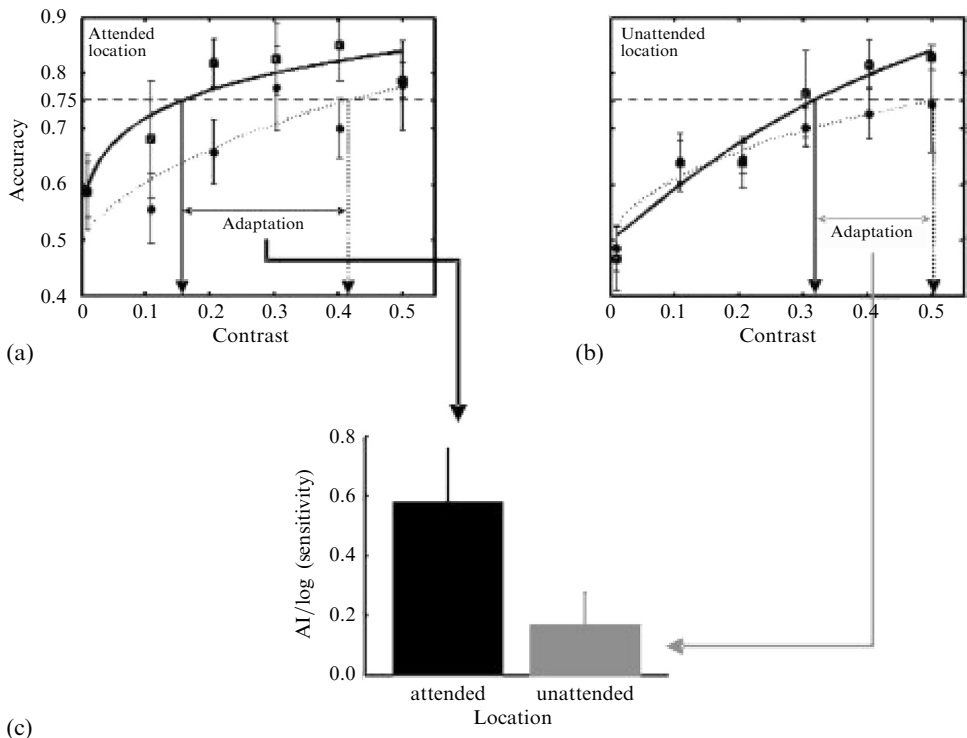 0.9
0.8
0.75
0.7
0.6
0.5
0.4
Accuracy
Attended
location
Adaptation
0 0.1 0.2 0.3 0.4 0.5
Contrast
(a)
Unattended
location
Adaptation
0 0.1 0.2 0.3 0.4 0.5
Contrast
(b)
0.8
0.6
0.4
0.2
0.0
AI/log (sensitivity)
attended unattended
Location
(c)